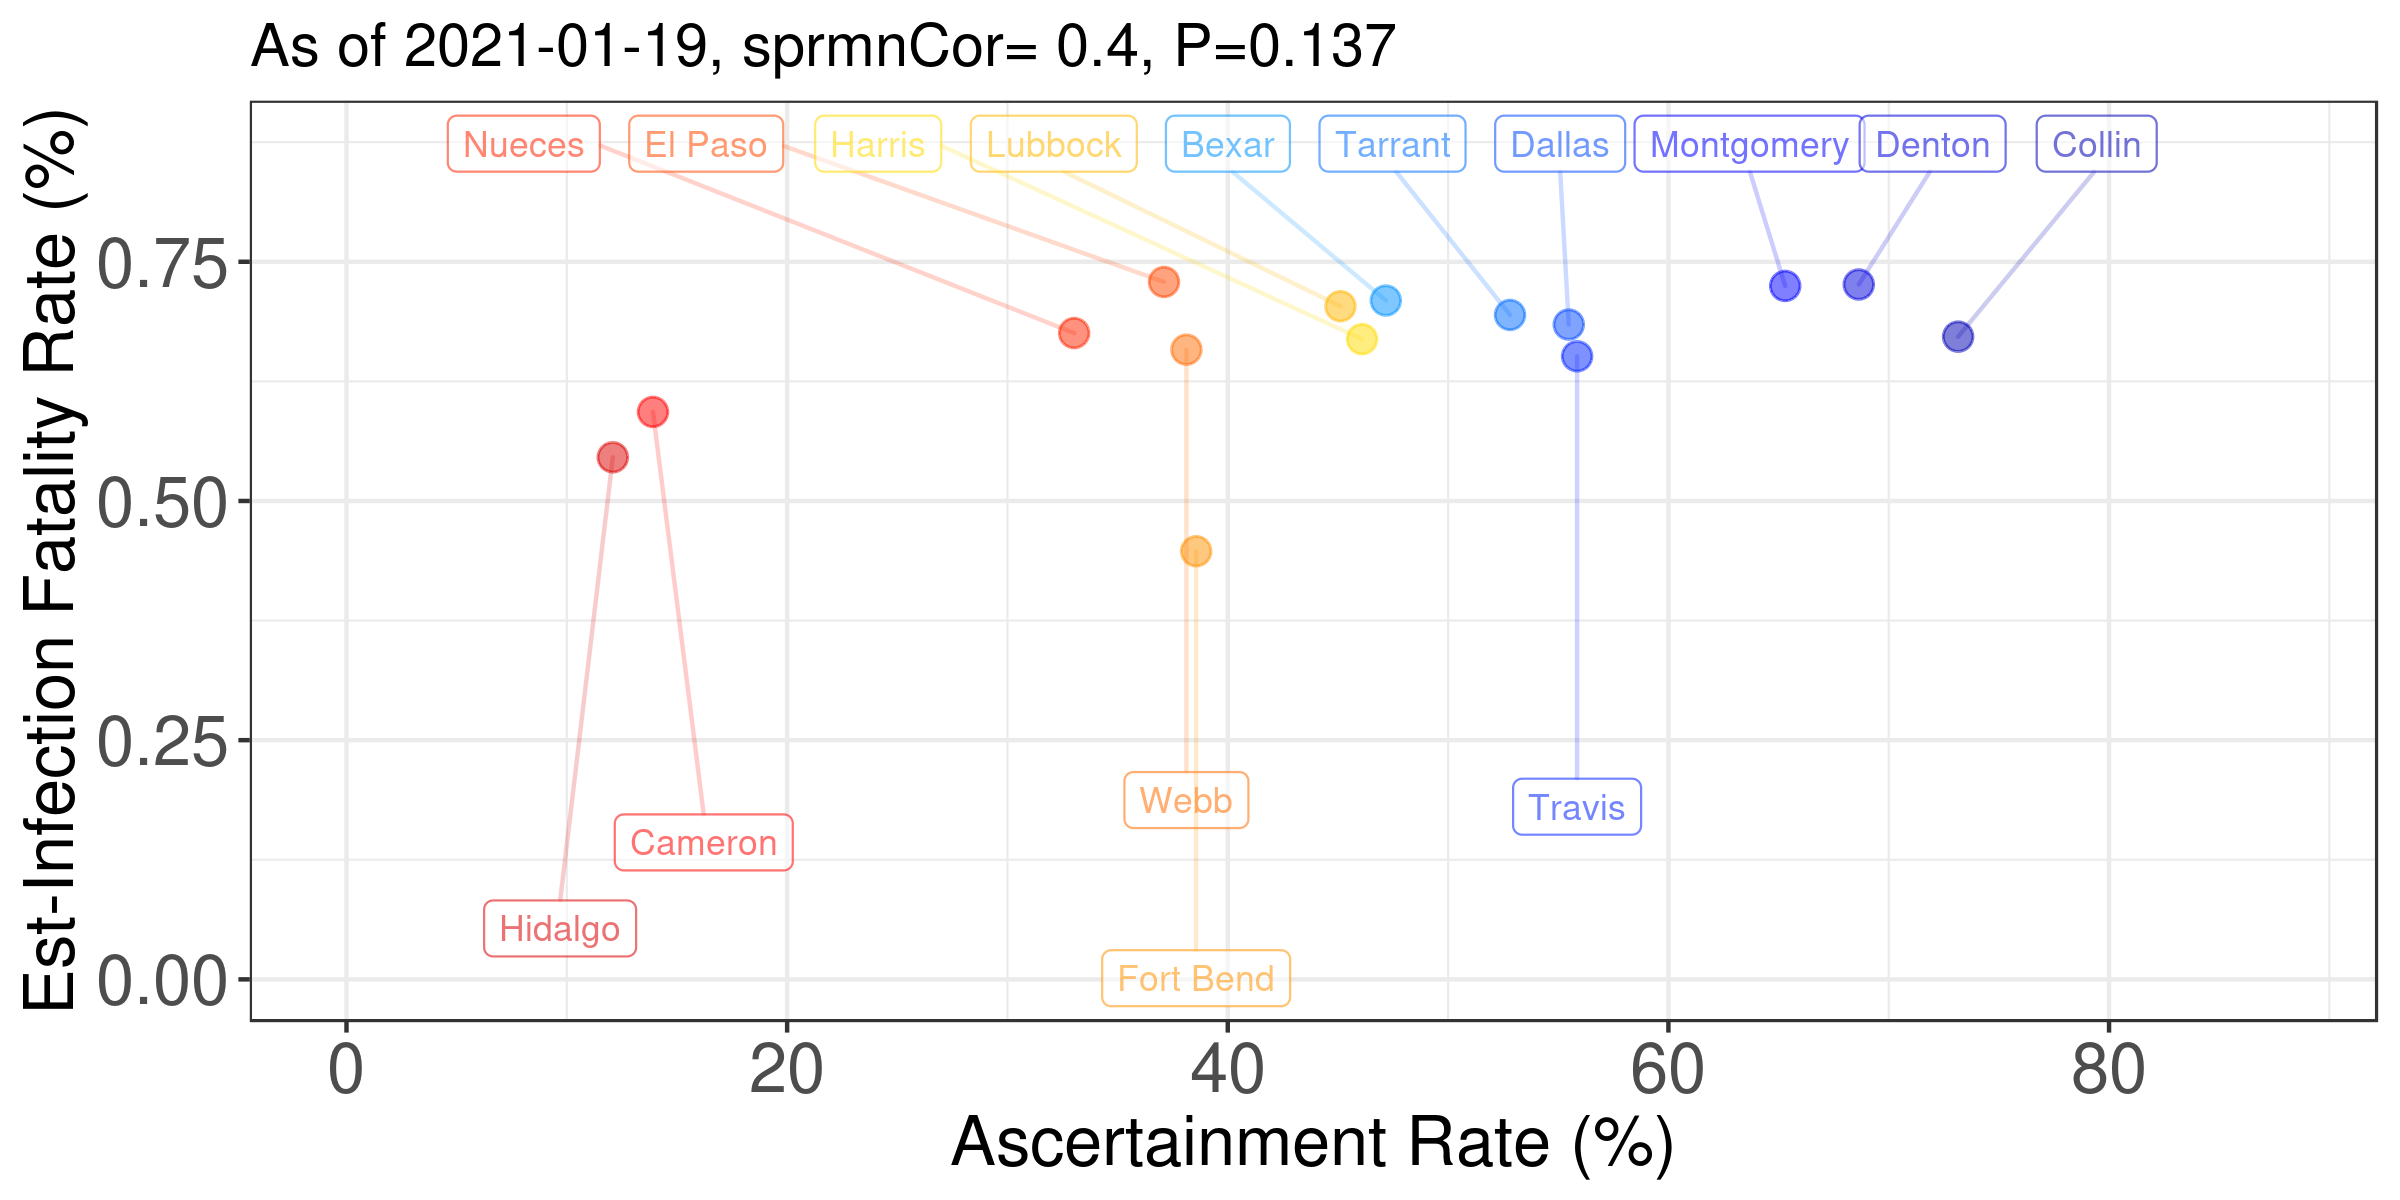 As of 2021-01-19, sprmnCor= 0.4, P=0.137
Est-Infection Fatality Rate (%)
Nueces
El Paso
Harris
Lubbock
Bexar
Tarrant
Dallas
Montgomery
Denton
Collin
0.75
0.50
0.25
0.00
Webb
Travis
Cameron
Hidalgo
Fort Bend
0 20 40 60 80
Ascertainment Rate (%)